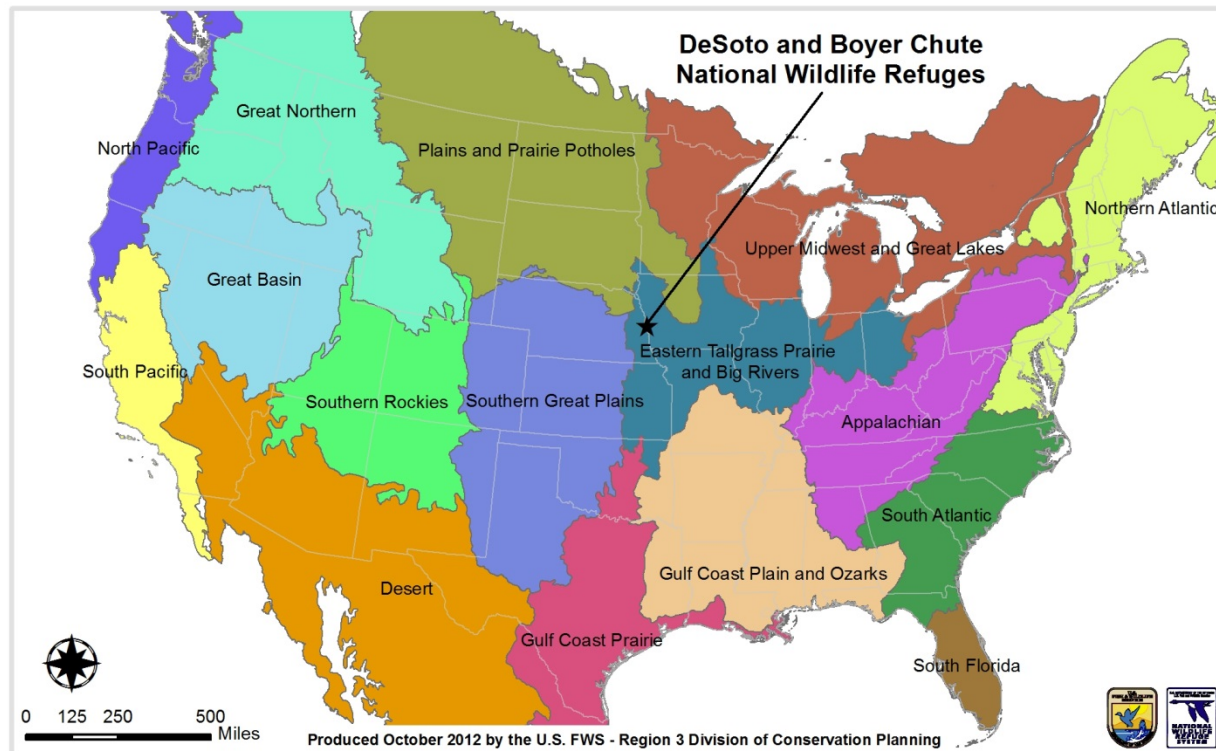 DeSoto and Boyer Chute
National Wildlife Refuges
Great Northern
North Pacific
Plains and Prairie Potholes
Northern Atlantic
Upper Midwest and Great Lakes
Great Basin
Eastern Tallgrass Prairie
and Big Rivers
South Pacific
Southern Rockies
Southern Great Plains
Appalachian
South Atlantic
Gulf Coast Plain and Ozarks
Desert
Gulf Coast Prairie
South Florida
0 125 250 500
Miles
Produced October 2012 by the U.S. FWS - Region 3 Division of Conservation Planning
U.S.
FISH & WILDLIFE
SERVICE
NATIONAL
WILDLIFE
REFUGE
SYSTEM